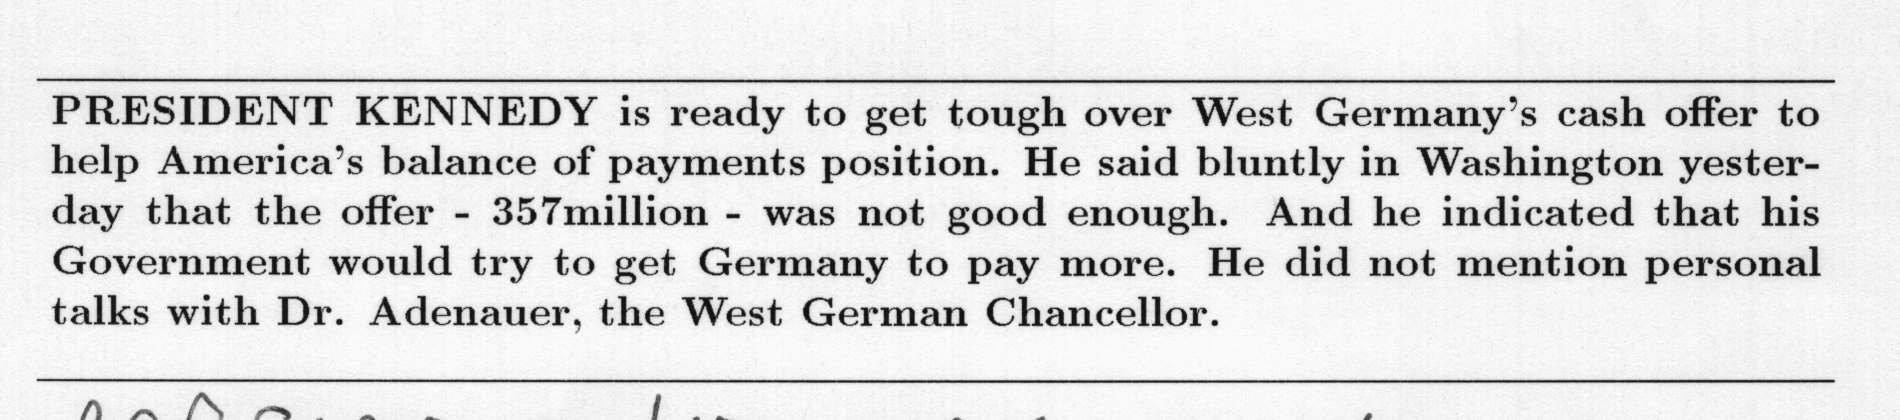 PRESIDENT KENNEDY is ready to get tough over West Germany's cash offer to
help America's balance of payments position. He said bluntly in Washington yester-
day that the offer - 357million - was not good enough. And he indicated that his
Government would try to get Germany to pay more. He did not mention personal
talks with Dr. Adenauer, the West German Chancellor.